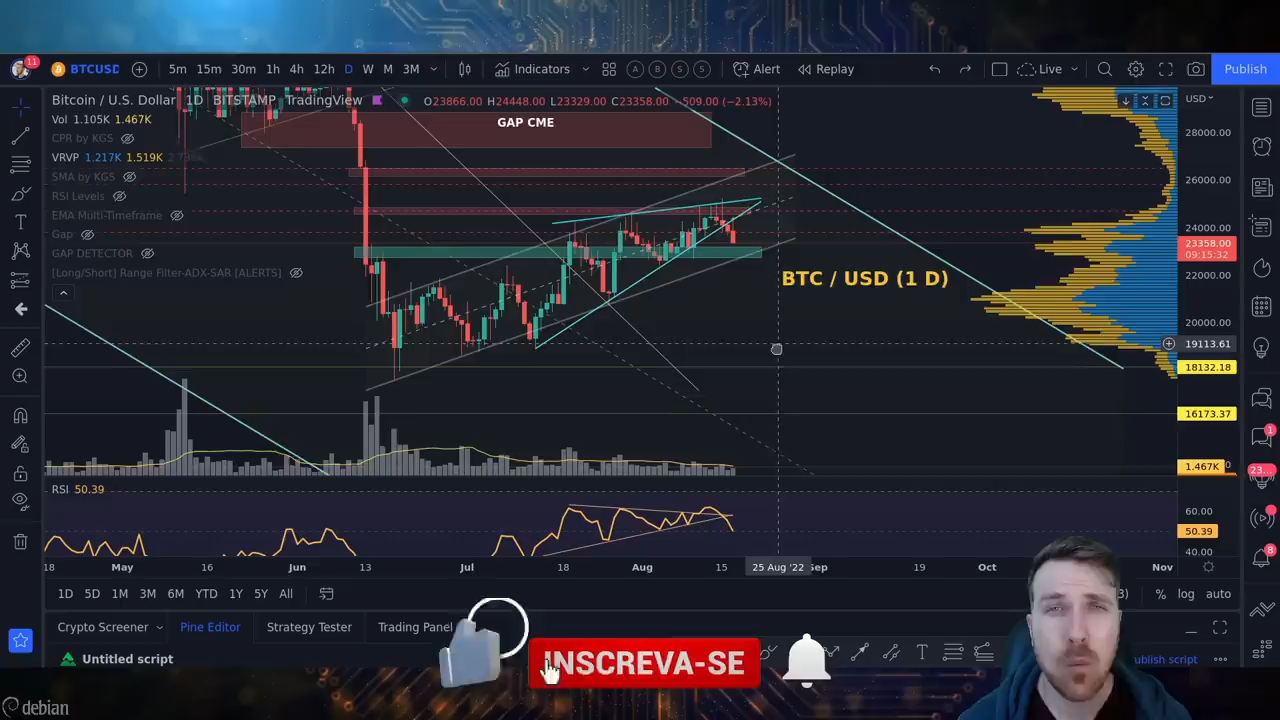 11
BTCUSD
5m 15m 30m 1h 4h 12h D W M 3M
Indicators
A B S S
Alert
Replay
Live
Publish
Bitcoin / U.S. Dollar 1D BITSTAMP TradingView
O23866.00 H24448.00 L23329.00 C23358.00 −509.00 (−2.13%)
USD
Vol 1.105K 1.467K
GAP CME
28000.00
CPR by KGS
VRVP 1.217K 1.519K
SMA by KGS
26000.00
RSI Levels
EMA Multi-Timeframe
24000.00
Gap
23358.00
GAP DETECTOR
09:15:32
[Long/Short] Range Filter-ADX-SAR [ALERTS]
BTC / USD (1 D)
22000.00
20000.00
19113.61
18132.18
16173.37
1
1.467K
23...
RSI 50.39
60.00
50.39
40.00
8
18 May 16 Jun 13 Jul 18 Aug 15 25 Aug '22 Sep 19 Oct Nov
1D 5D 1M 3M 6M YTD 1Y 5Y All
% log auto
Crypto Screener
Pine Editor
Strategy Tester
Trading Panel
INSCREVA-SE
Untitled script
ublish script
debian